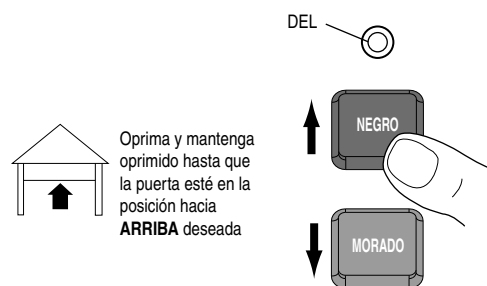 DEL
NEGRO
Oprima y mantenga
oprimido hasta que
la puerta esté en la
posición hacia
ARRIBA deseada
MORADO